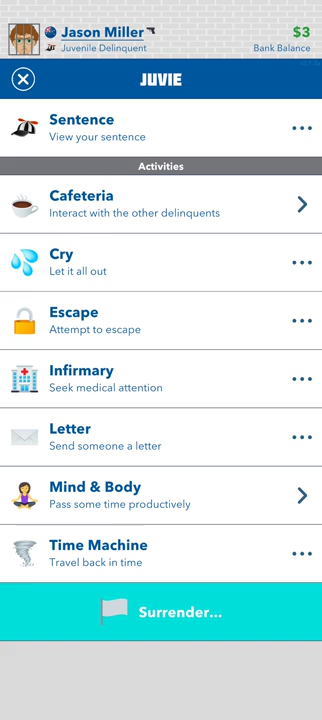 Jason Miller
$3
Juvenile Delinquent
Bank Balance
JUVIE
Sentence
View your sentence
Activities
Cafeteria
Interact with the other delinquents
Cry
Let it all out
Escape
Attempt to escape
Infirmary
Seek medical attention
Letter
Send someone a letter
Mind & Body
Pass some time productively
Time Machine
Travel back in time
Surrender...